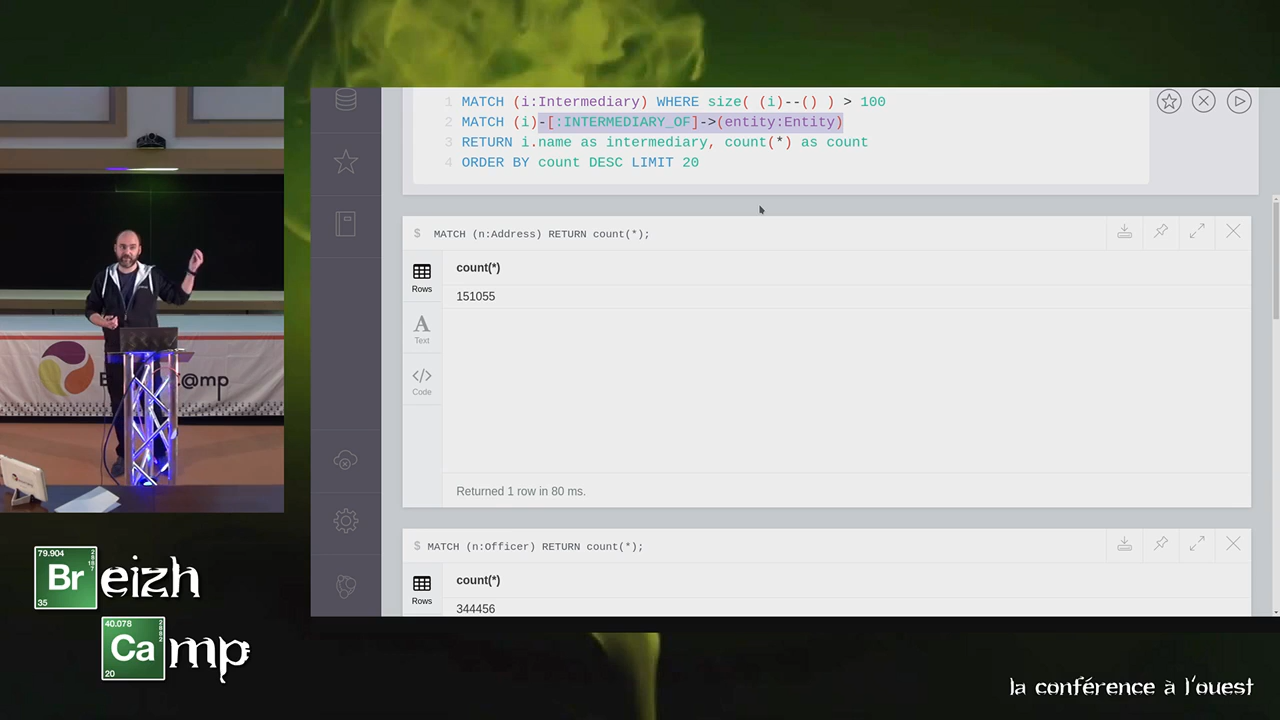 1 MATCH (i:Intermediary) WHERE size( (i)--() ) > 100
2 MATCH (i)-[:INTERMEDIARY_OF]->(entity:Entity)
3 RETURN i.name as intermediary, count(*) as count
4 ORDER BY count DESC LIMIT 20
$ MATCH (n:Address) RETURN count(*);
Rows
Text
Code
count(*)
151055
Returned 1 row in 80 ms.
$ MATCH (n:Officer) RETURN count(*);
Rows
count(*)
344456
@mp
79.904
Breizh
35
40.078
Camp
20
la conférence à l'ouest